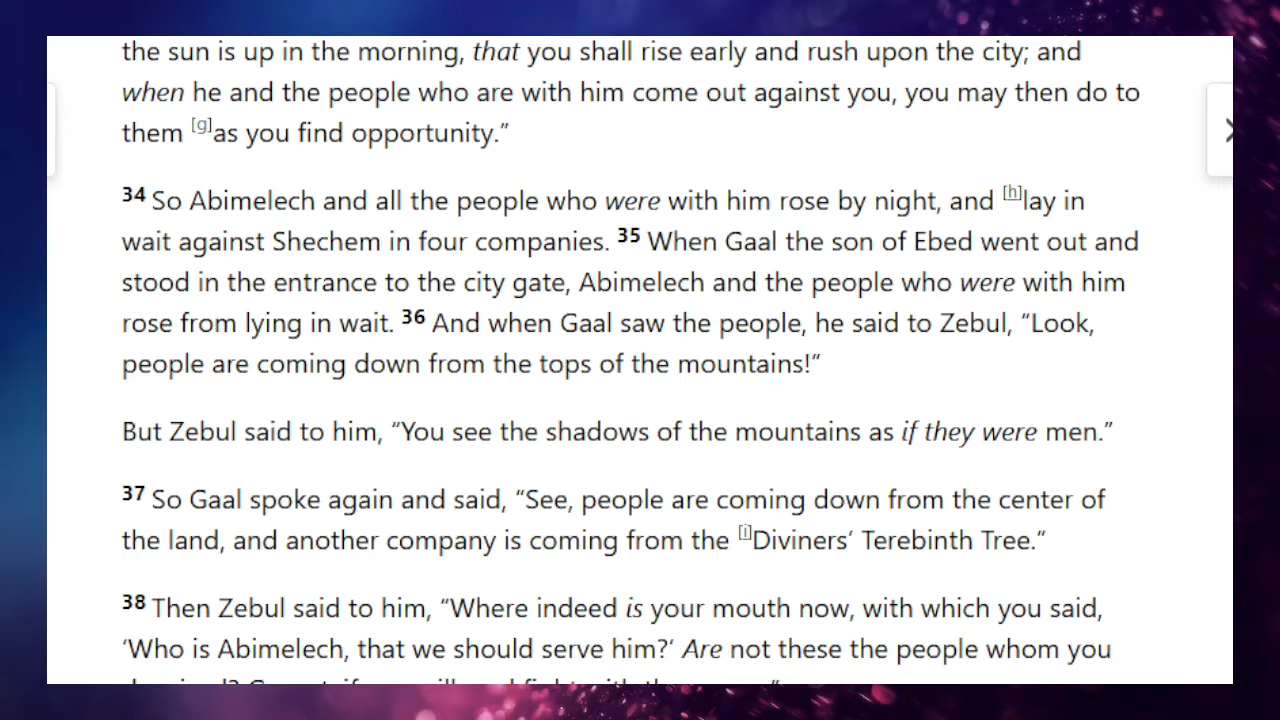 the sun is up in the morning, that you shall rise early and rush upon the city; and
when he and the people who are with him come out against you, you may then do to
them [g]as you find opportunity.”
34 So Abimelech and all the people who were with him rose by night, and [h]lay in
wait against Shechem in four companies. 35 When Gaal the son of Ebed went out and
stood in the entrance to the city gate, Abimelech and the people who were with him
rose from lying in wait. 36 And when Gaal saw the people, he said to Zebul, “Look,
people are coming down from the tops of the mountains!”
But Zebul said to him, “You see the shadows of the mountains as if they were men.”
37 So Gaal spoke again and said, “See, people are coming down from the center of
the land, and another company is coming from the [i]Diviners’ Terebinth Tree.”
38 Then Zebul said to him, “Where indeed is your mouth now, with which you said,
‘Who is Abimelech, that we should serve him?’ Are not these the people whom you